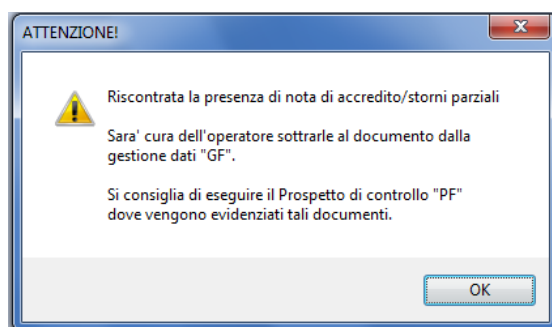 ATTENZIONE!
Riscontrata la presenza di nota di accredito/storni parziali
Sara' cura dell'operatore sottrarle al documento dalla
gestione dati "GF".
Si consiglia di eseguire il Prospetto di controllo "PF"
dove vengono evidenziati tali documenti.
OK